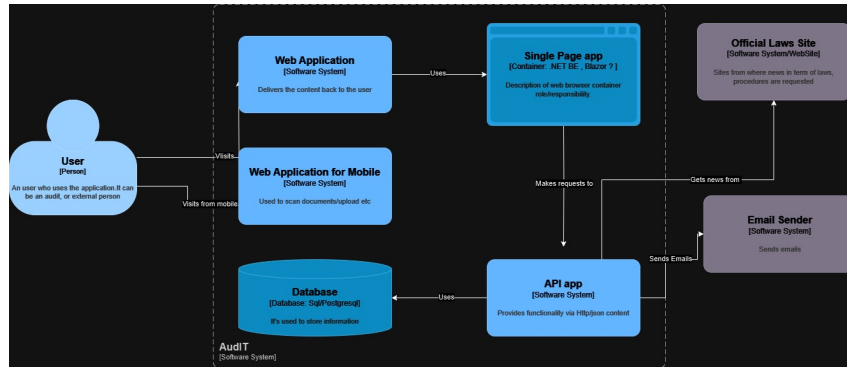 Web Application
[Software System]
Delivers the content back to the user
Uses
Single Page app
[Container: .NET BE , Blazor ? ]
Description of web browser container
role/responsibility
Official Laws Site
[Software System/WebSite]
Sites from where news in term of laws,
procedures are requested
User
[Person]
An user who uses the application.It can
be an audit, or external person
VIisits
Visits from mobile
Web Application for Mobile
[Software System]
Used to scan documents/upload etc
Makes requests to
Gets news from
Email Sender
[Software System]
Sends emails
Sends Emails
Database
[Database: Sql/Postgresql]
It's used to store information
Uses
API app
[Software System]
Provides functionality via Http/json content
AudIT
[Software System]